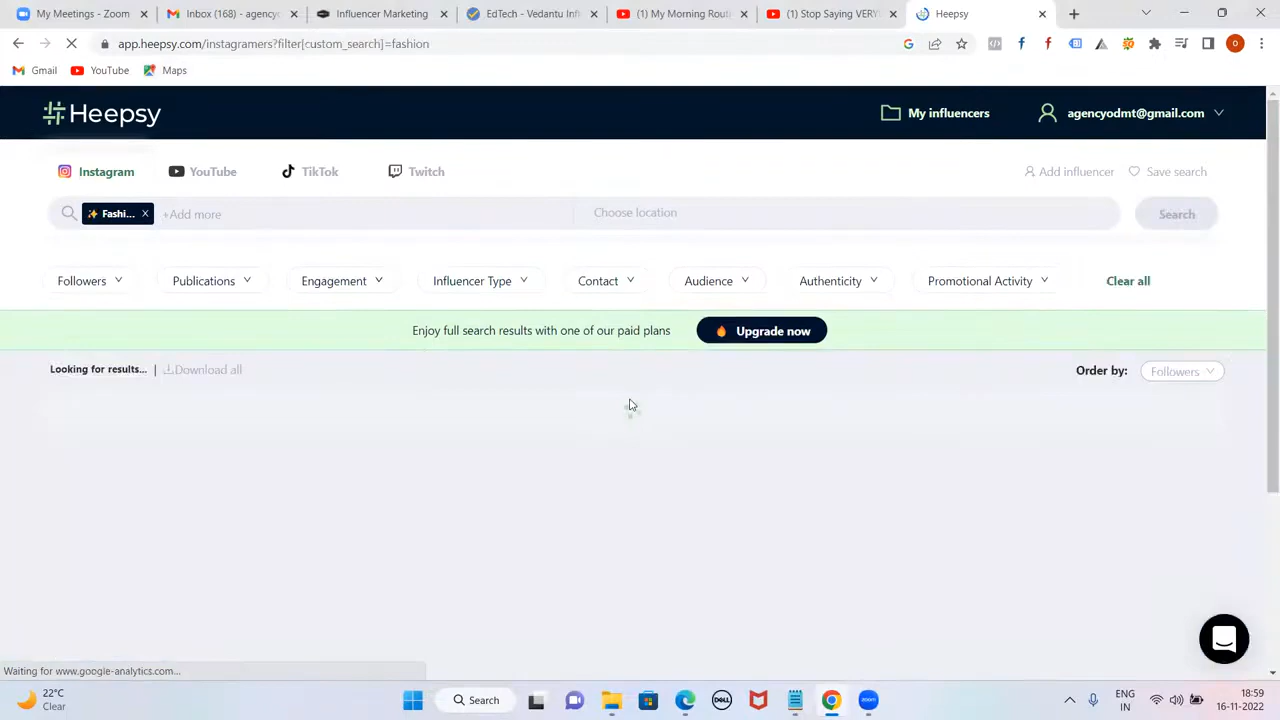 My Meetings - Zoom
Inbox (168) - agencyo
Influencer Marketing
EdTech - Vedantu Inf
(1) My Morning Routi
(1) Stop Saying VERY
Heepsy
app.heepsy.com/instagramers?filter[custom_search]=fashion
Gmail
YouTube
Maps
Heepsy
My influencers
agencyodmt@gmail.com
Instagram
YouTube
TikTok
Twitch
Add influencer
Save search
Fashi...
+Add more
Choose location
Search
Followers
Publications
Engagement
Influencer Type
Contact
Audience
Authenticity
Promotional Activity
Clear all
Enjoy full search results with one of our paid plans
Upgrade now
Looking for results... | Download all
Order by: Followers
Waiting for www.google-analytics.com...
22°C
Clear
Search
DELL
zoom
ENG
IN
18:59
16-11-2022